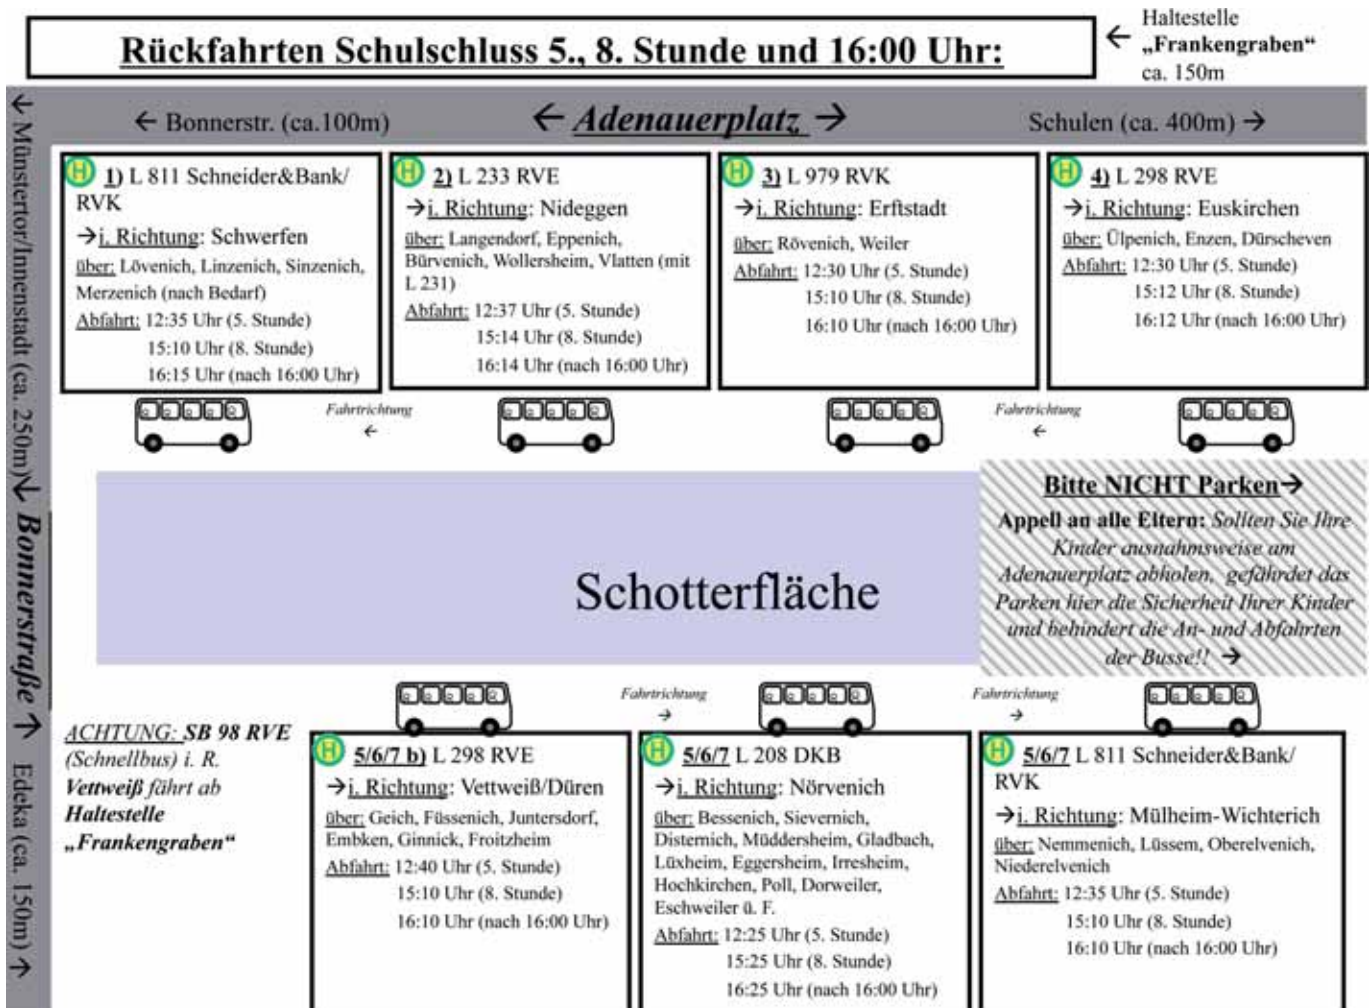 Rückfahrten Schulschluss 5., 8. Stunde und 16:00 Uhr:
← Haltestelle
„Frankengraben“
ca. 150m
← Bonnerstr. (ca.100m)
← Adenauerplatz →
Schulen (ca. 400m) →
← Münstertor/Innenstadt (ca. 250m)
← Bonnerstraße →
Edeka (ca. 150m) →
H 1) L 811 Schneider&Bank/
RVK
→i. Richtung: Schwerfen
über: Lövenich, Linzenich, Sinzenich,
Merzenich (nach Bedarf)
Abfahrt: 12:35 Uhr (5. Stunde)
15:10 Uhr (8. Stunde)
16:15 Uhr (nach 16:00 Uhr)
H 2) L 233 RVE
→i. Richtung: Nideggen
über: Langendorf, Eppenich,
Bürvenich, Wollersheim, Vlatten (mit
L 231)
Abfahrt: 12:37 Uhr (5. Stunde)
15:14 Uhr (8. Stunde)
16:14 Uhr (nach 16:00 Uhr)
H 3) L 979 RVK
→i. Richtung: Erftstadt
über: Rövenich, Weiler
Abfahrt: 12:30 Uhr (5. Stunde)
15:10 Uhr (8. Stunde)
16:10 Uhr (nach 16:00 Uhr)
H 4) L 298 RVE
→i. Richtung: Euskirchen
über: Ülpenich, Enzen, Dürscheven
Abfahrt: 12:30 Uhr (5. Stunde)
15:12 Uhr (8. Stunde)
16:12 Uhr (nach 16:00 Uhr)
Fahrtrichtung
←
Fahrtrichtung
←
Schotterfläche
Bitte NICHT Parken→
Appell an alle Eltern: Sollten Sie Ihre
Kinder ausnahmsweise am
Adenauerplatz abholen, gefährdet das
Parken hier die Sicherheit Ihrer Kinder
und behindert die An- und Abfahrten
der Busse!! →
Fahrtrichtung
→
Fahrtrichtung
→
ACHTUNG: SB 98 RVE
(Schnellbus) i. R.
Vettweiß fährt ab
Haltestelle
„Frankengraben“
H 5/6/7 b) L 298 RVE
→i. Richtung: Vettweiß/Düren
über: Geich, Füssenich, Juntersdorf,
Embken, Ginnick, Froitzheim
Abfahrt: 12:40 Uhr (5. Stunde)
15:10 Uhr (8. Stunde)
16:10 Uhr (nach 16:00 Uhr)
H 5/6/7 L 208 DKB
→i. Richtung: Nörvenich
über: Bessenich, Sievernich,
Disternich, Müddersheim, Gladbach,
Lüxheim, Eggersheim, Irresheim,
Hochkirchen, Poll, Dorweiler,
Eschweiler ü. F.
Abfahrt: 12:25 Uhr (5. Stunde)
15:25 Uhr (8. Stunde)
16:25 Uhr (nach 16:00 Uhr)
H 5/6/7 L 811 Schneider&Bank/
RVK
→i. Richtung: Mülheim-Wichterich
über: Nemmenich, Lüssem, Oberelvenich,
Niederelvenich
Abfahrt: 12:35 Uhr (5. Stunde)
15:10 Uhr (8. Stunde)
16:10 Uhr (nach 16:00 Uhr)